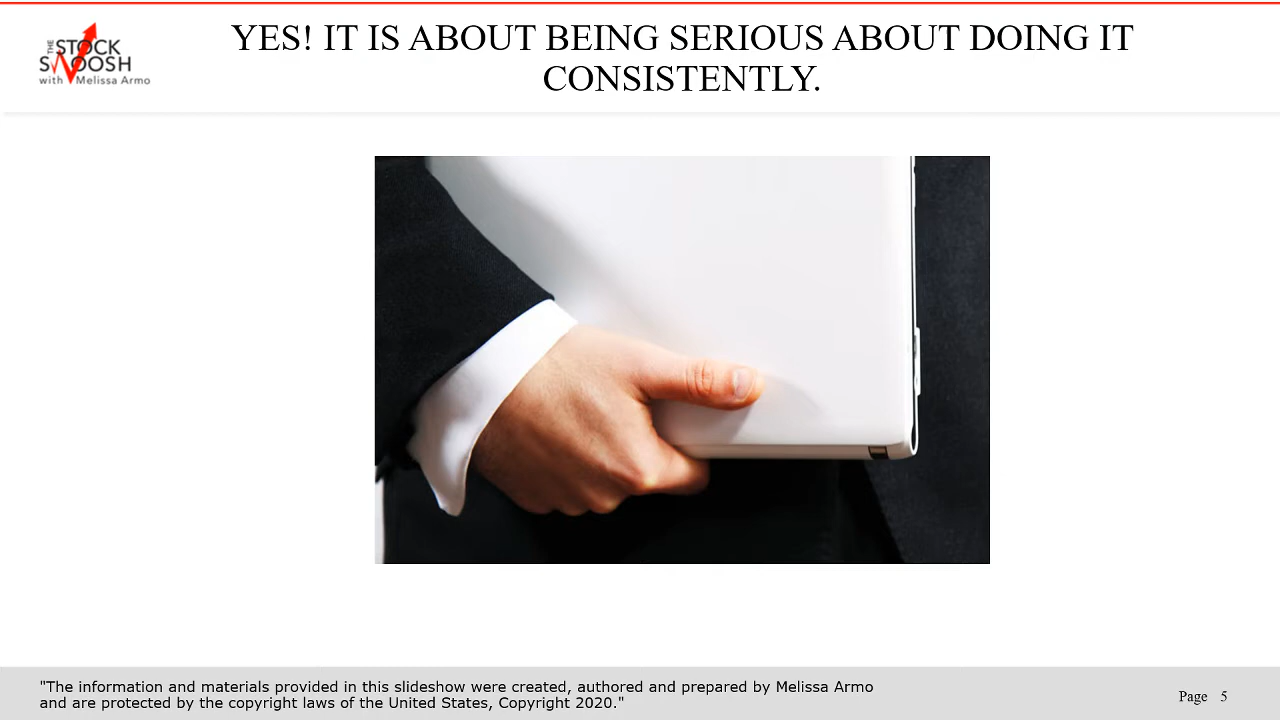 YES! IT IS ABOUT BEING SERIOUS ABOUT DOING IT
CONSISTENTLY.
THE
STOCK
SWOOSH
with Melissa Armo
"The information and materials provided in this slideshow were created, authored and prepared by Melissa Armo
and are protected by the copyright laws of the United States, Copyright 2020."
Page 5